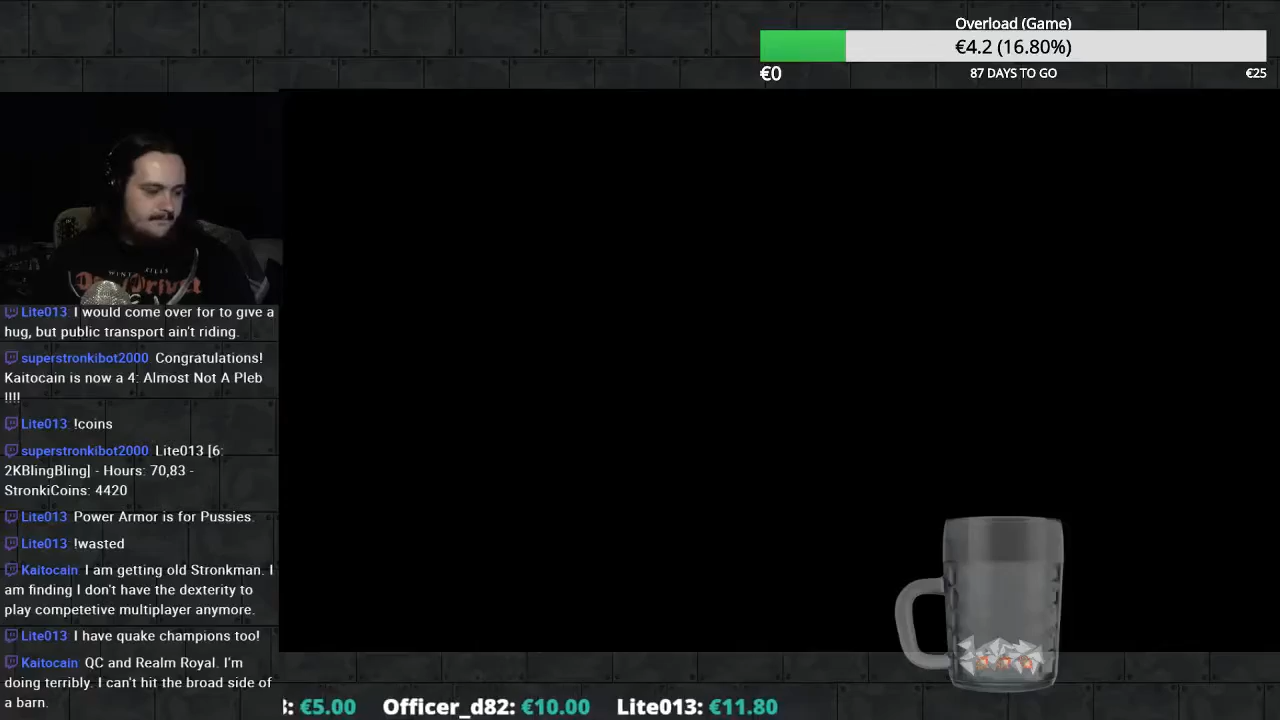 Overload (Game)
€4.2 (16.80%)
€0
87 DAYS TO GO
€25
Lite013 I would come over for to give a
hug, but public transport ain't riding.
superstronkibot2000 Congratulations!
Kaitocain is now a 4: Almost Not A Pleb
!!!!
Lite013 !coins
superstronkibot2000 Lite013 [6:
2KBlingBling] - Hours: 70,83 -
StronkiCoins: 4420
Lite013 Power Armor is for Pussies.
Lite013 !wasted
Kaitocain I am getting old Stronkman. I
am finding I don't have the dexterity to
play competetive multiplayer anymore.
Lite013 I have quake champions too!
Kaitocain QC and Realm Royal. I'm
doing terribly. I can't hit the broad side of
a barn.
: €5.00 Officer_d82: €10.00 Lite013: €11.80